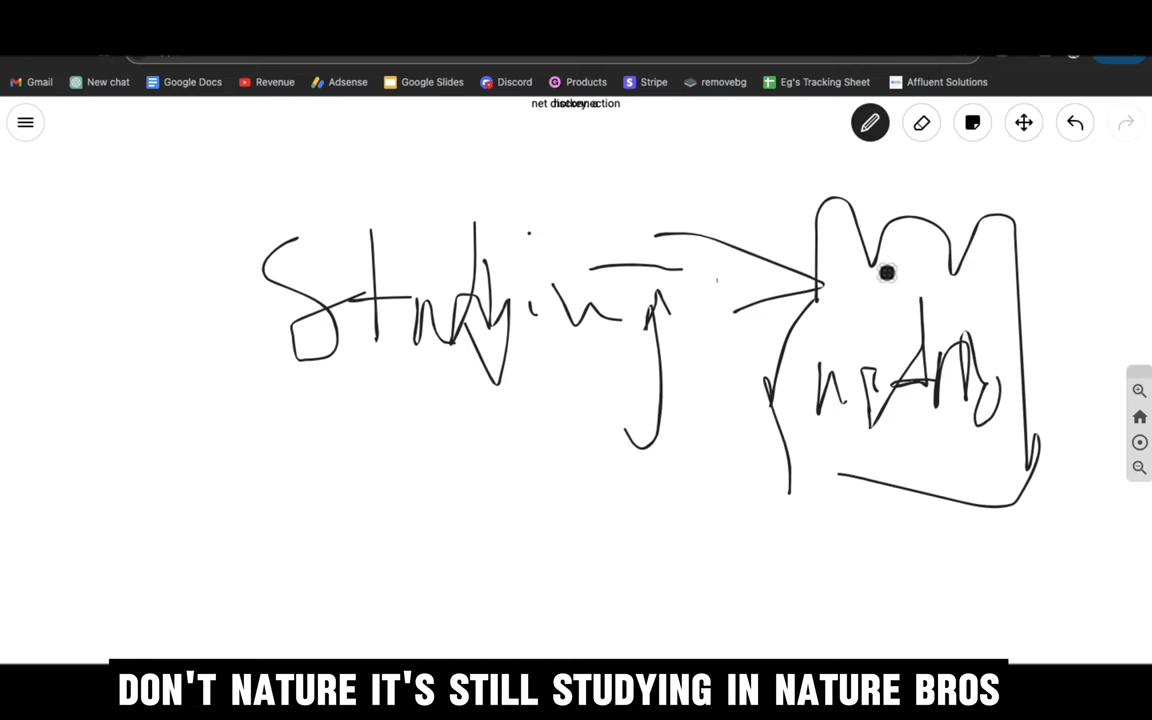 Gmail New chat Google Docs Revenue Adsense Google Slides Discord Products Stripe removebg Eg's Tracking Sheet Affluent Solutions
Studying
DON'T NATURE IT'S STILL STUDYING IN NATURE BROS